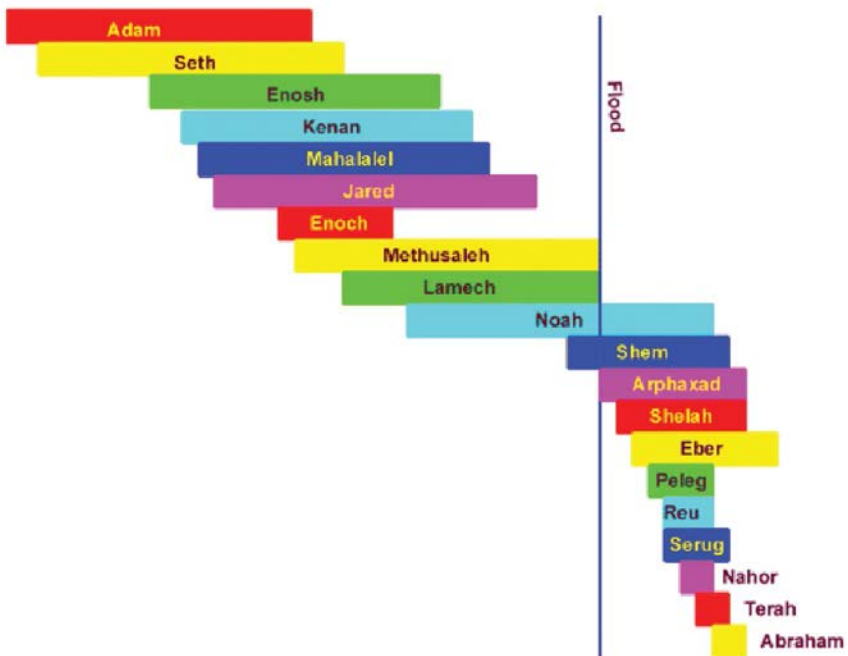 Adam
Seth
Enosh
Flood
Kenan
Mahalalel
Jared
Enoch
Methusaleh
Lamech
Noah
Shem
Arphaxad
Shelah
Eber
Peleg
Reu
Serug
Nahor
Terah
Abraham